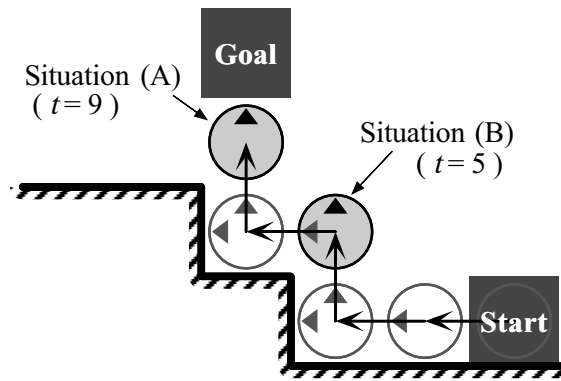 Goal
Situation (A)
( t = 9 )
Situation (B)
( t = 5 )
Start